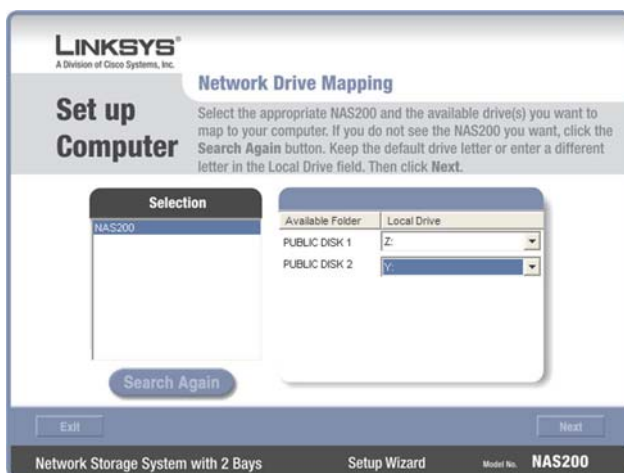 LINKSYS®
A Division of Cisco Systems, Inc.
Network Drive Mapping
Set up
Computer
Select the appropriate NAS200 and the available drive(s) you want to
map to your computer. If you do not see the NAS200 you want, click the
Search Again button. Keep the default drive letter or enter a different
letter in the Local Drive field. Then click Next.
Selection
NAS200
Available Folder Local Drive
PUBLIC DISK 1 Z:
PUBLIC DISK 2 Y:
Search Again
Exit Next
Network Storage System with 2 Bays Setup Wizard Model No. NAS200